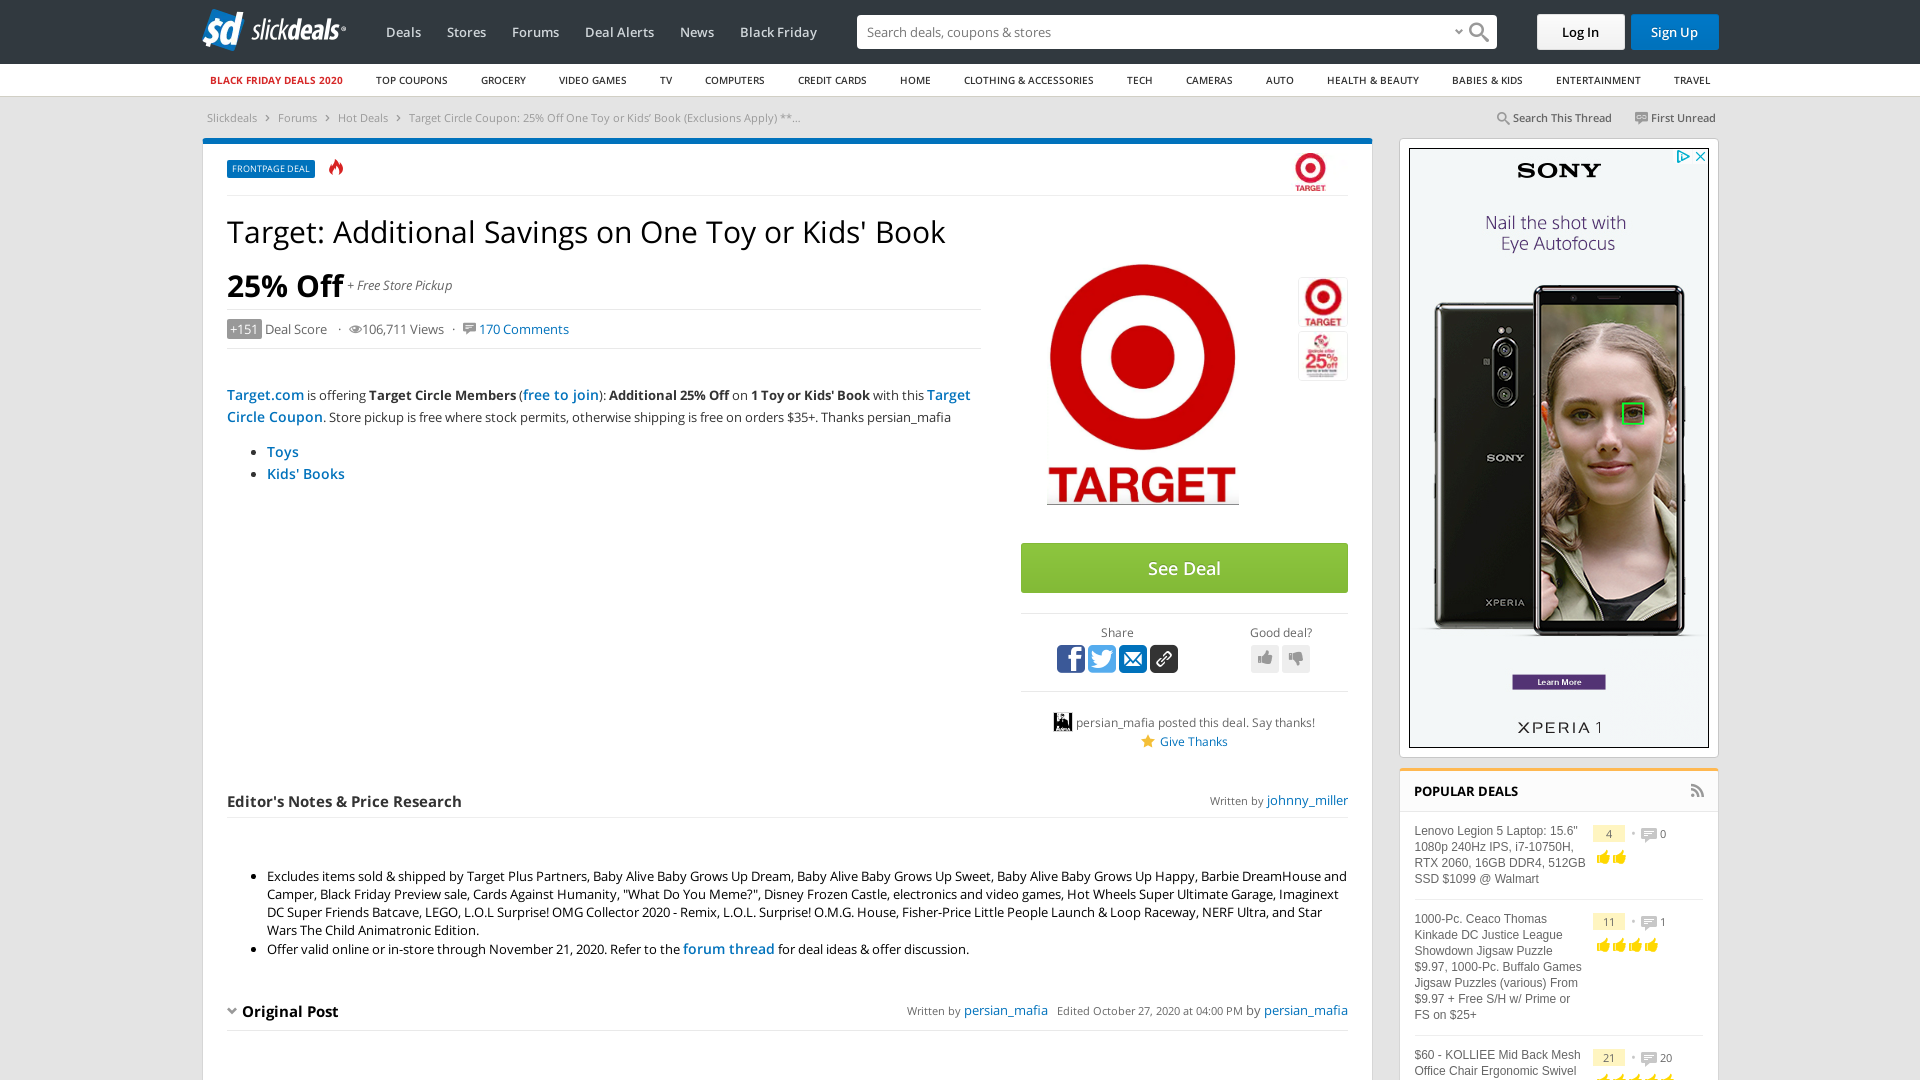 slickdeals
Deals
Stores
Forums
Deal Alerts
News
Black Friday
Search deals, coupons & stores
Log In
Sign Up
BLACK FRIDAY DEALS 2020
TOP COUPONS
GROCERY
VIDEO GAMES
TV
COMPUTERS
CREDIT CARDS
HOME
CLOTHING & ACCESSORIES
TECH
CAMERAS
AUTO
HEALTH & BEAUTY
BABIES & KIDS
ENTERTAINMENT
TRAVEL
Slickdeals › Forums › Hot Deals › Target Circle Coupon: 25% Off One Toy or Kids' Book (Exclusions Apply) **...
Search This Thread
First Unread
FRONTPAGE DEAL
TARGET
Target: Additional Savings on One Toy or Kids' Book
25% Off + Free Store Pickup
+151 Deal Score · 106,711 Views · 170 Comments
Target.com is offering Target Circle Members (free to join): Additional 25% Off on 1 Toy or Kids' Book with this Target
Circle Coupon. Store pickup is free where stock permits, otherwise shipping is free on orders $35+. Thanks persian_mafia
• Toys
• Kids' Books
TARGET
TARGET
25%
off
See Deal
Share
Good deal?
persian_mafia posted this deal. Say thanks!
Give Thanks
Editor's Notes & Price Research
Written by johnny_miller
• Excludes items sold & shipped by Target Plus Partners, Baby Alive Baby Grows Up Dream, Baby Alive Baby Grows Up Sweet, Baby Alive Baby Grows Up Happy, Barbie DreamHouse and
Camper, Black Friday Preview sale, Cards Against Humanity, "What Do You Meme?", Disney Frozen Castle, electronics and video games, Hot Wheels Super Ultimate Garage, Imaginext
DC Super Friends Batcave, LEGO, L.O.L Surprise! OMG Collector 2020 - Remix, L.O.L. Surprise! O.M.G. House, Fisher-Price Little People Launch & Loop Raceway, NERF Ultra, and Star
Wars The Child Animatronic Edition.
• Offer valid online or in-store through November 21, 2020. Refer to the forum thread for deal ideas & offer discussion.
Original Post
Written by persian_mafia Edited October 27, 2020 at 04:00 PM by persian_mafia
SONY
Nail the shot with
Eye Autofocus
SONY
XPERIA
Learn More
XPERIA 1
POPULAR DEALS
Lenovo Legion 5 Laptop: 15.6"
1080p 240Hz IPS, i7-10750H,
RTX 2060, 16GB DDR4, 512GB
SSD $1099 @ Walmart
4 • 0
1000-Pc. Ceaco Thomas
Kinkade DC Justice League
Showdown Jigsaw Puzzle
$9.97, 1000-Pc. Buffalo Games
Jigsaw Puzzles (various) From
$9.97 + Free S/H w/ Prime or
FS on $25+
11 • 1
$60 - KOLLIEE Mid Back Mesh
Office Chair Ergonomic Swivel
21 • 20